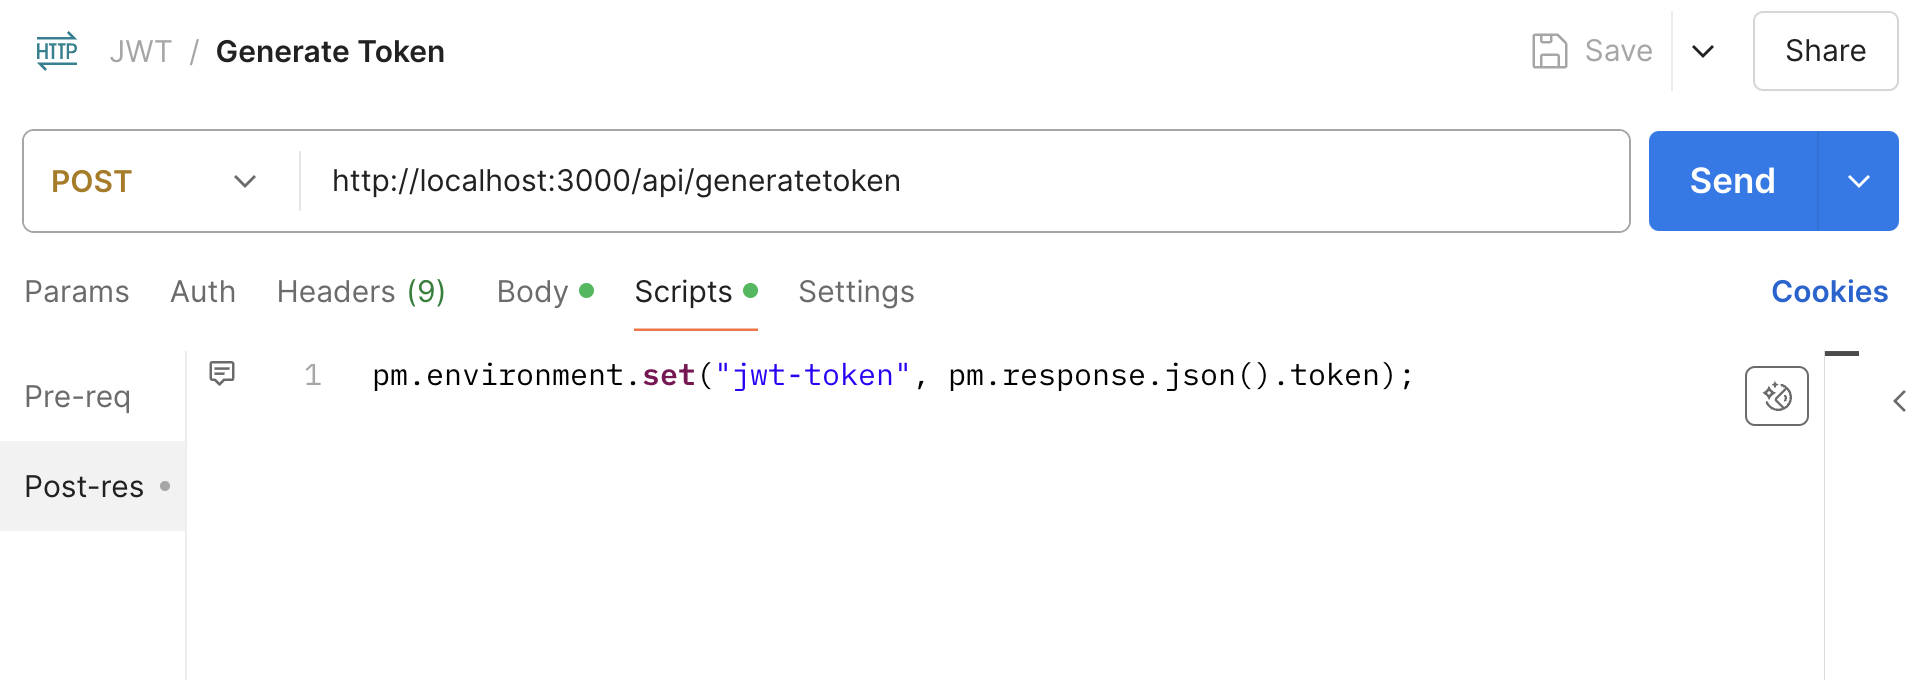 HTTP JWT / Generate Token Save Share
POST http://localhost:3000/api/generatetoken Send
Params Auth Headers (9) Body Scripts Settings Cookies
Pre-req
Post-res
1 pm.environment.set("jwt-token", pm.response.json().token);